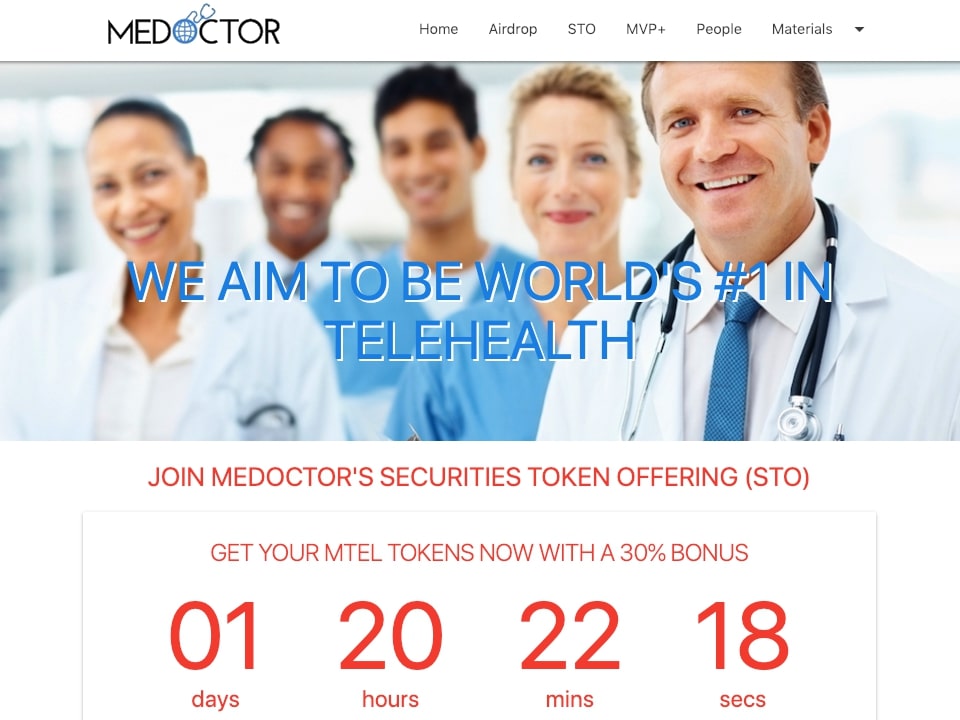 MEDOCTOR
Home Airdrop STO MVP+ People Materials
WE AIM TO BE WORLD'S #1 IN
TELEHEALTH
JOIN MEDOCTOR'S SECURITIES TOKEN OFFERING (STO)
GET YOUR MTEL TOKENS NOW WITH A 30% BONUS
01 20 22 18
days hours mins secs